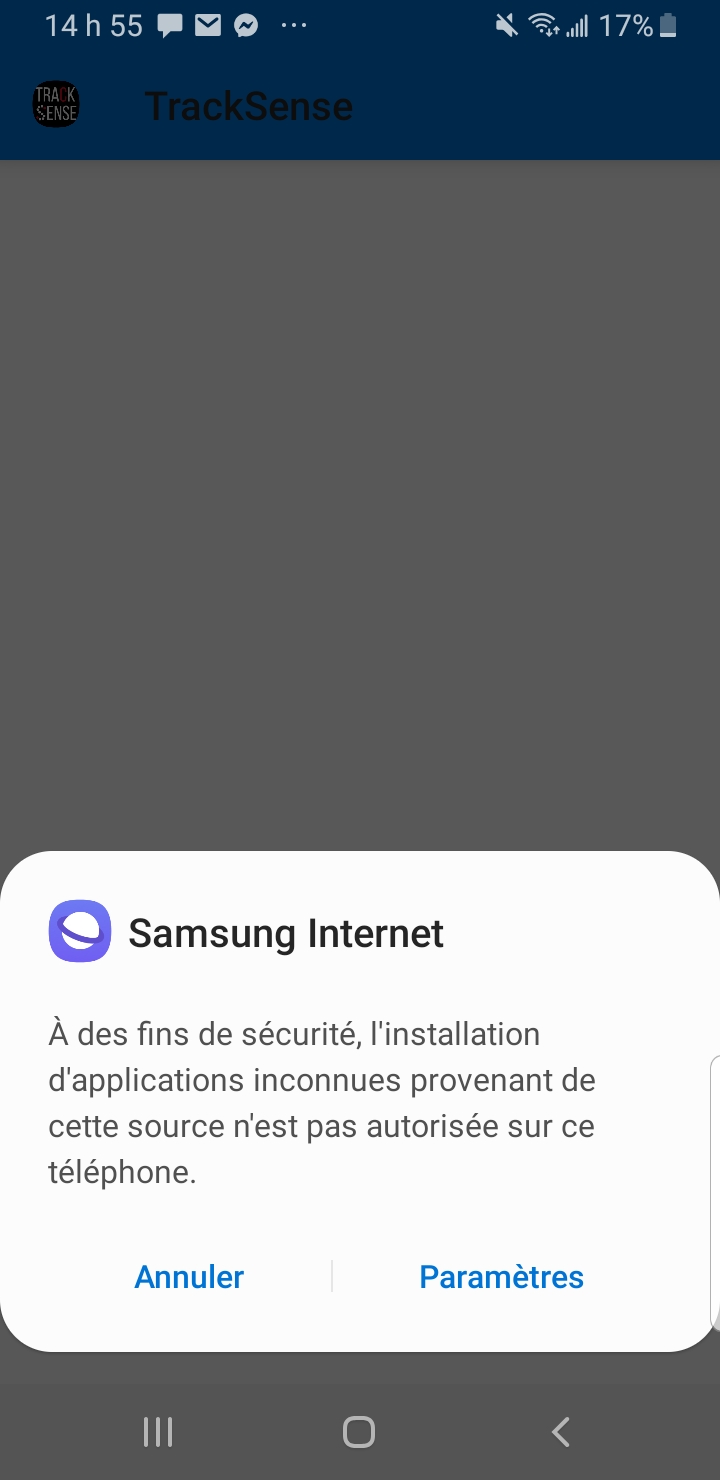 14 h 55
17%
TRACK
SENSE
TrackSense
Samsung Internet
À des fins de sécurité, l'installation
d'applications inconnues provenant de
cette source n'est pas autorisée sur ce
téléphone.
Annuler
Paramètres